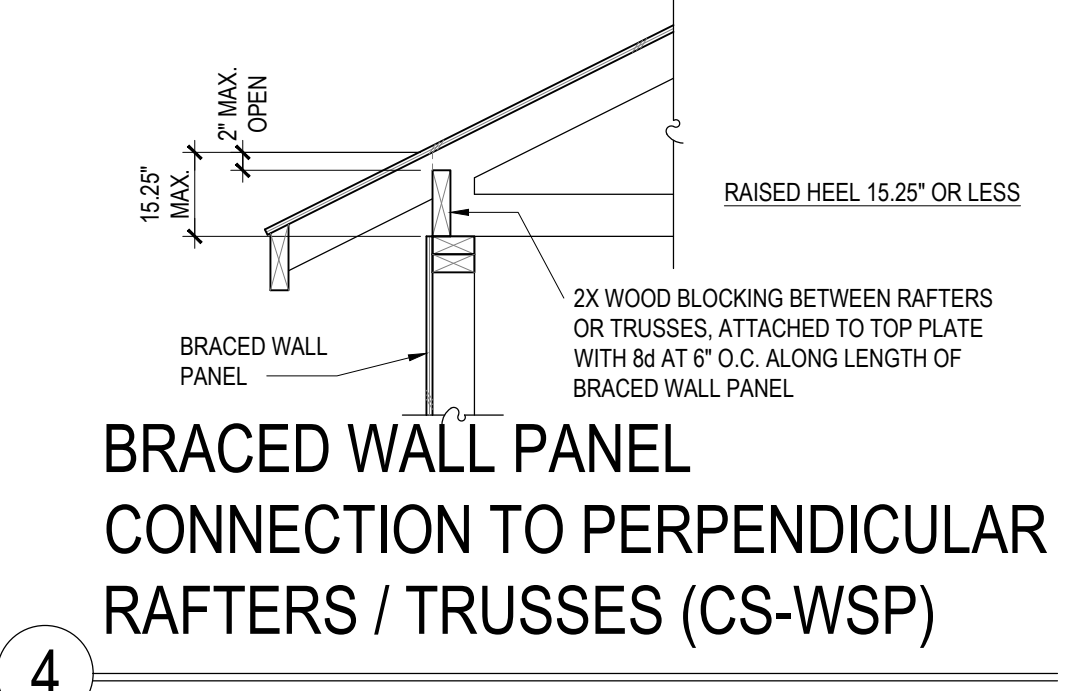 2" MAX.
OPEN
15.25"
MAX.
RAISED HEEL 15.25" OR LESS
2X WOOD BLOCKING BETWEEN RAFTERS
OR TRUSSES, ATTACHED TO TOP PLATE
WITH 8d AT 6" O.C. ALONG LENGTH OF
BRACED WALL PANEL
BRACED WALL
PANEL
BRACED WALL PANEL
CONNECTION TO PERPENDICULAR
RAFTERS / TRUSSES (CS-WSP)
4